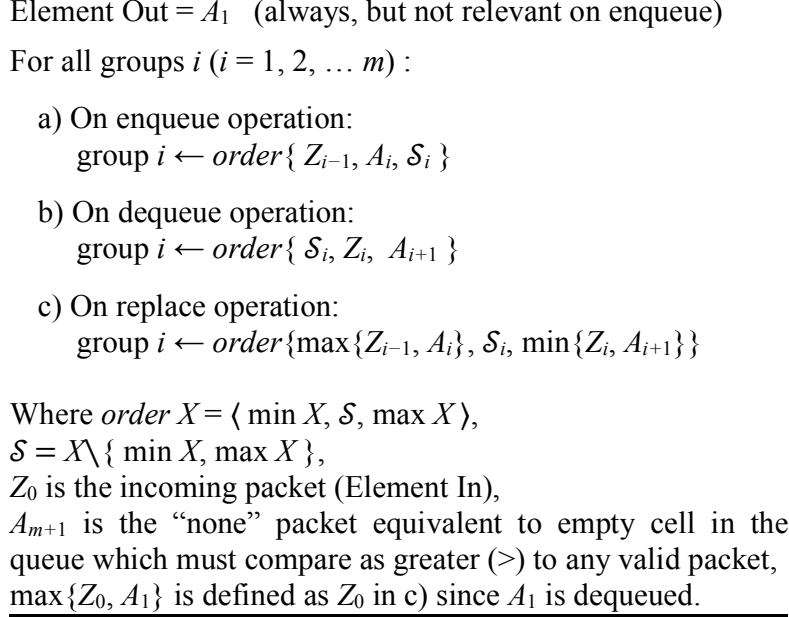 Element Out = A₁ (always, but not relevant on enqueue)
For all groups i (i = 1, 2, … m) :
a) On enqueue operation:
group i ← order{ Zᵢ₋₁, Aᵢ, 𝒮ᵢ }
b) On dequeue operation:
group i ← order{ 𝒮ᵢ, Zᵢ, Aᵢ₊₁ }
c) On replace operation:
group i ← order{max{Zᵢ₋₁, Aᵢ}, 𝒮ᵢ, min{Zᵢ, Aᵢ₊₁}}
Where order X = ⟨ min X, 𝒮, max X ⟩,
𝒮 = X\{ min X, max X },
Z₀ is the incoming packet (Element In),
Aₘ₊₁ is the “none” packet equivalent to empty cell in the
queue which must compare as greater (>) to any valid packet,
max{Z₀, A₁} is defined as Z₀ in c) since A₁ is dequeued.